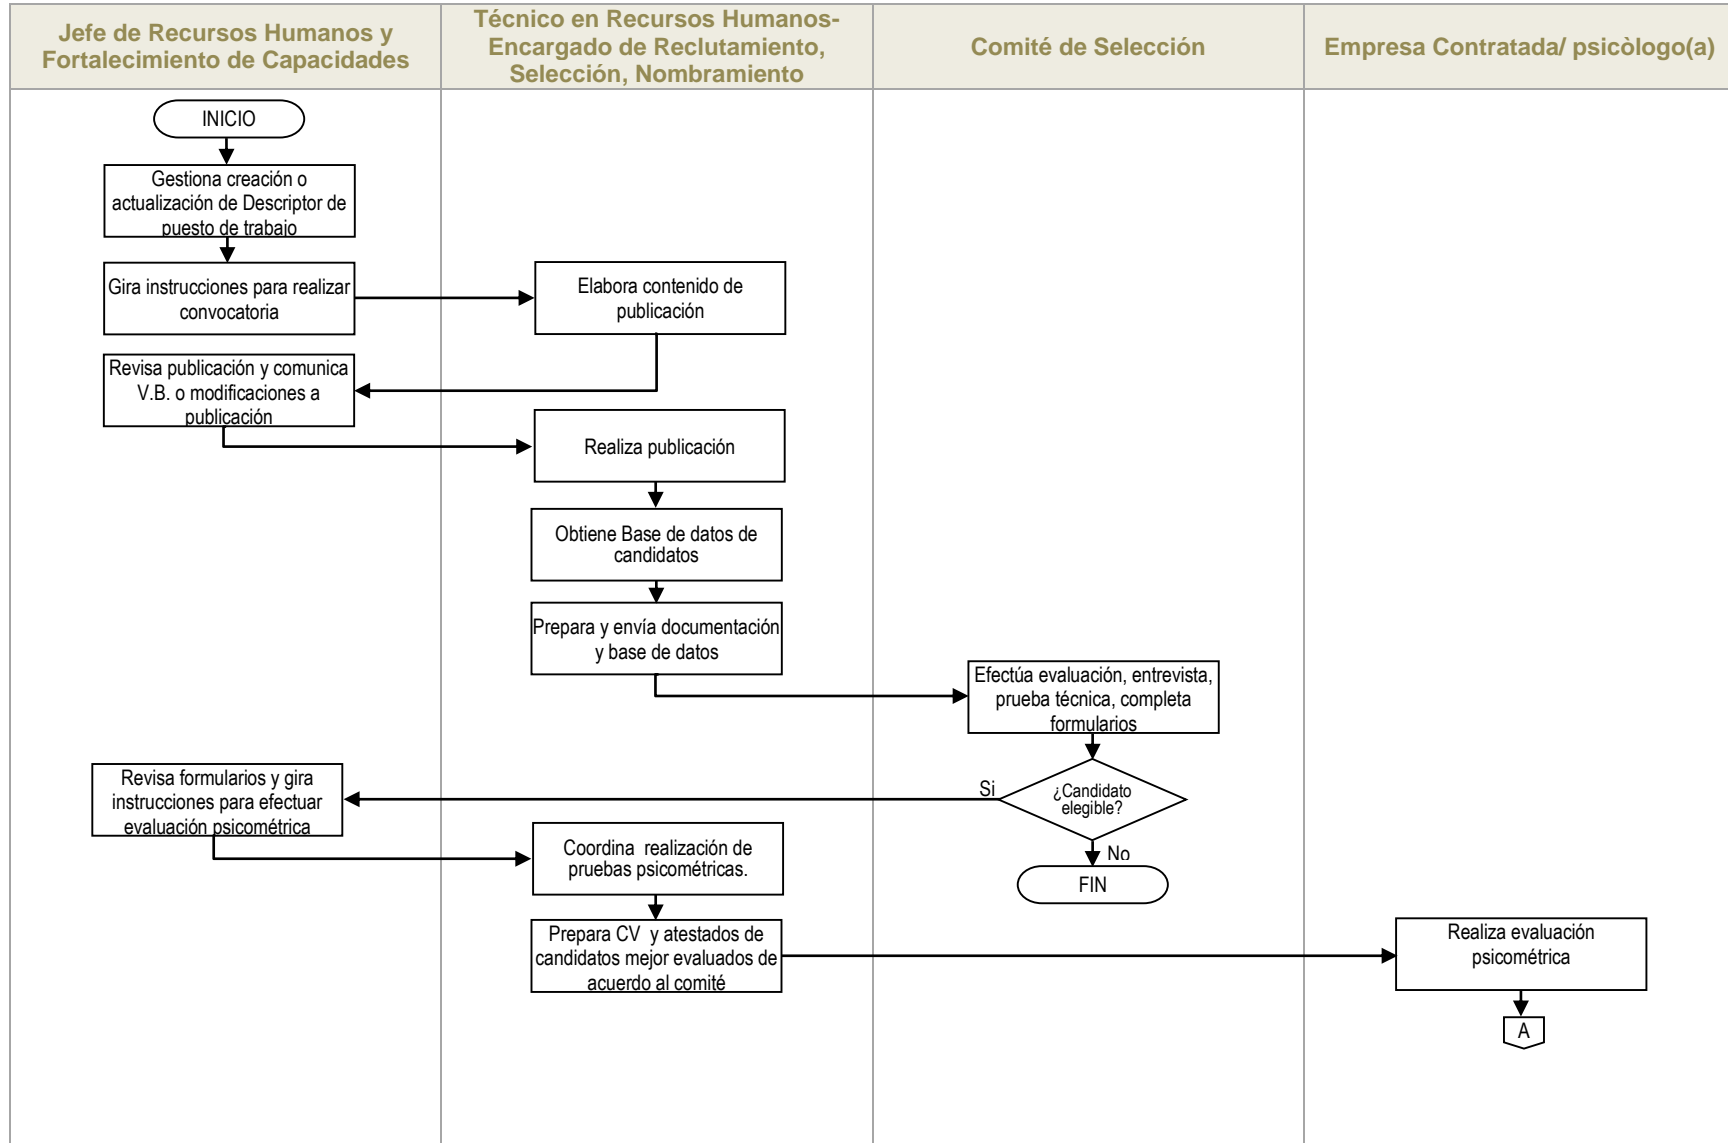 Jefe de Recursos Humanos y
Fortalecimiento de Capacidades
Técnico en Recursos Humanos-
Encargado de Reclutamiento,
Selección, Nombramiento
Comité de Selección
Empresa Contratada/ psicòlogo(a)
INICIO
Gestiona creación o
actualización de Descriptor de
puesto de trabajo
Gira instrucciones para realizar
convocatoria
Elabora contenido de
publicación
Revisa publicación y comunica
V.B. o modificaciones a
publicación
Realiza publicación
Obtiene Base de datos de
candidatos
Prepara y envía documentación
y base de datos
Efectúa evaluación, entrevista,
prueba técnica, completa
formularios
¿Candidato
elegible?
Si
No
FIN
Revisa formularios y gira
instrucciones para efectuar
evaluación psicométrica
Coordina realización de
pruebas psicométricas.
Prepara CV y atestados de
candidatos mejor evaluados de
acuerdo al comité
Realiza evaluación
psicométrica
A